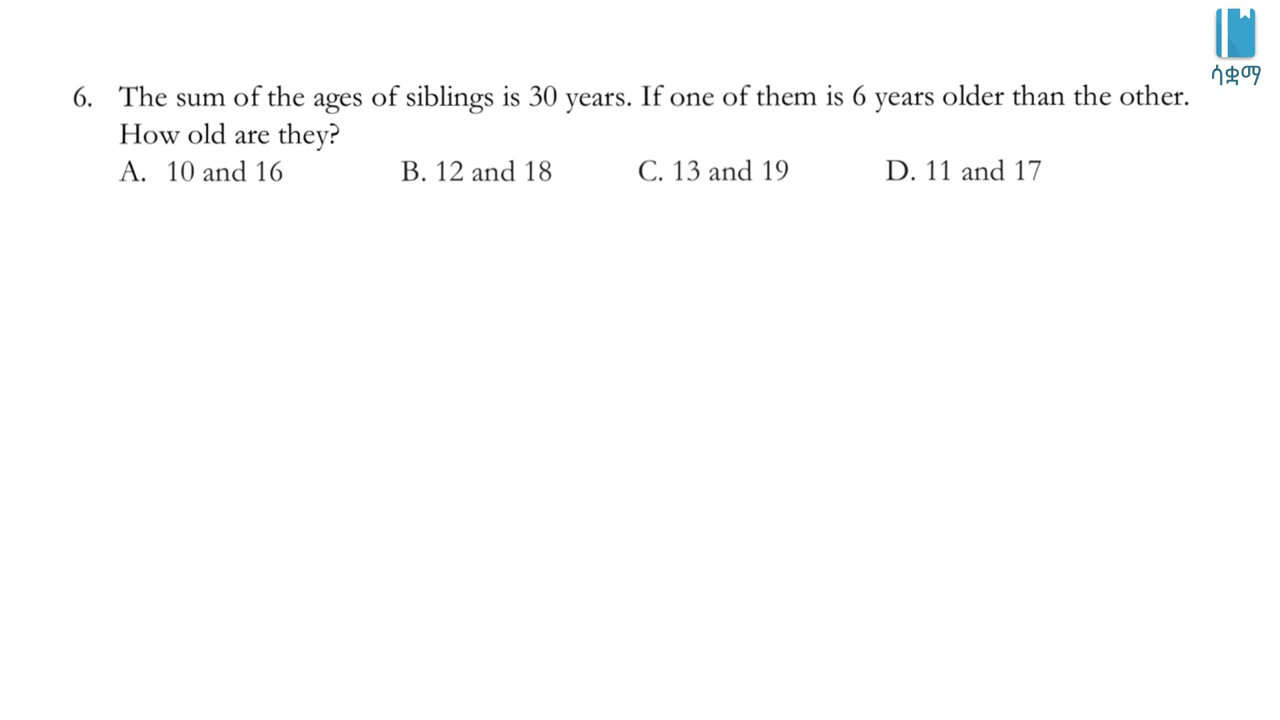 ሳቋማ
6. The sum of the ages of siblings is 30 years. If one of them is 6 years older than the other.
How old are they?
A. 10 and 16 B. 12 and 18 C. 13 and 19 D. 11 and 17